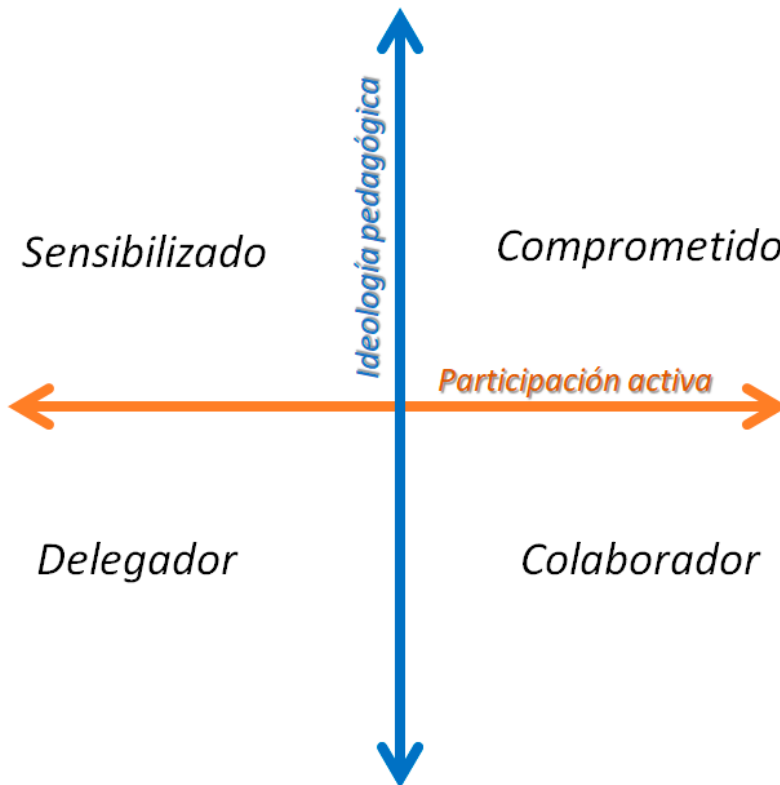 Ideología pedagógica
Sensibilizado
Comprometido
Participación activa
Delegador
Colaborador